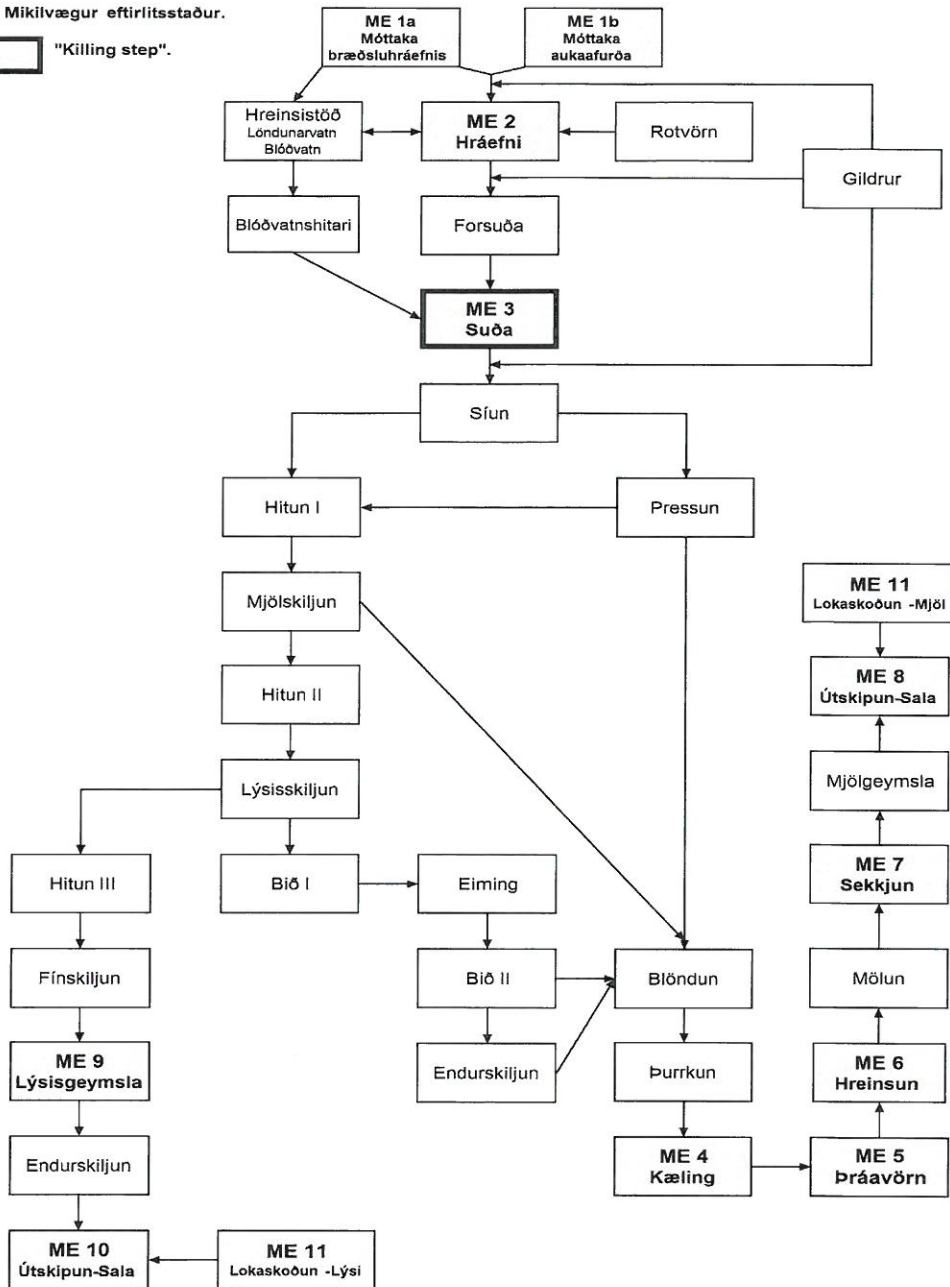 Mikilvægur eftirlitsstaður.
"Killing step".
ME 1a
Móttaka
bræðsluhráefnis
ME 1b
Móttaka
aukaafurða
Hreinsistöð
Löndunarvatn
Blóðvatn
ME 2
Hráefni
Rotvörn
Gildrur
Blóðvatnshitari
Forsuða
ME 3
Suða
Síun
Hitun I
Pressun
Mjölskiljun
ME 11
Lokaskoðun -Mjöl
Hitun II
ME 8
Útskipun-Sala
Lýsisskiljun
Mjölgeymsla
Hitun III
Bið I
Eiming
ME 7
Sekkjun
Fínskiljun
Bið II
Blöndun
Mölun
ME 9
Lýsisgeymsla
Endurskiljun
Þurrkun
ME 6
Hreinsun
Endurskiljun
ME 4
Kæling
ME 5
Þráavörn
ME 10
Útskipun-Sala
ME 11
Lokaskoðun -Lýsi